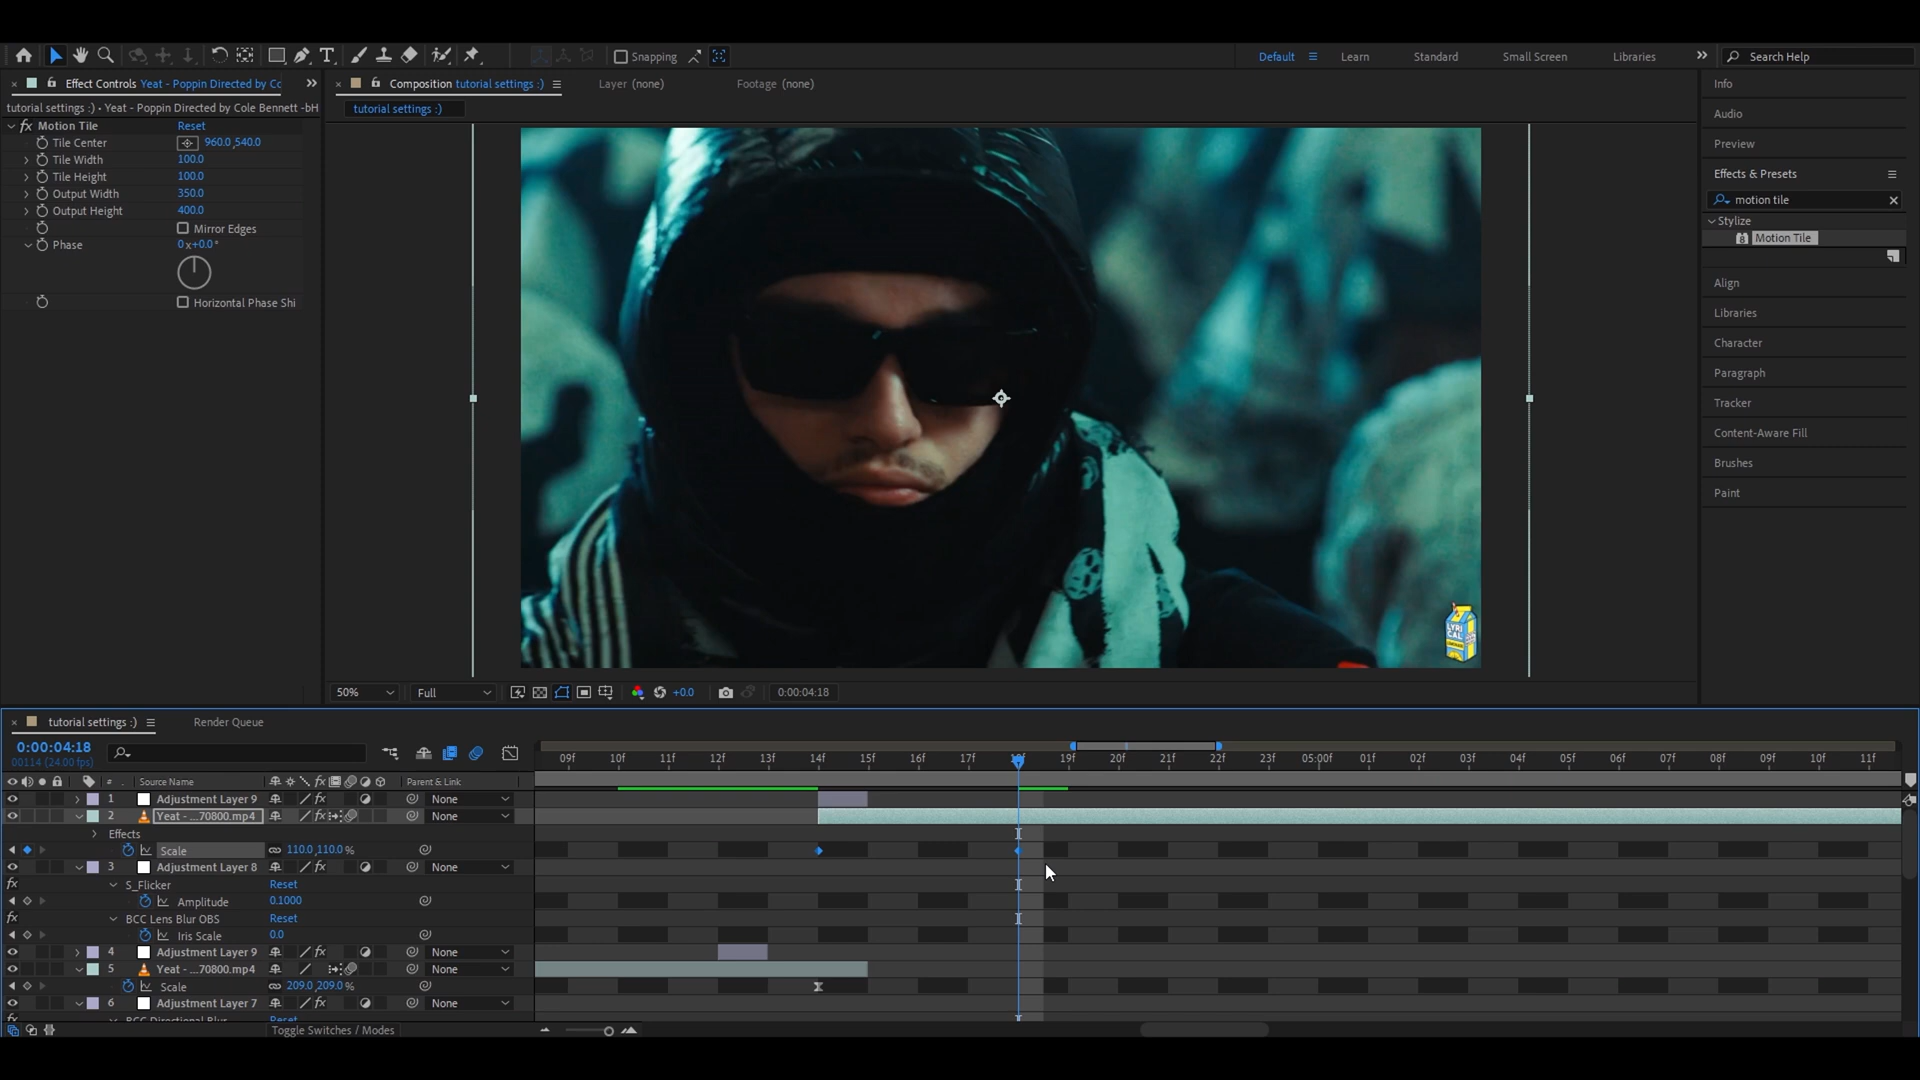 Snapping
Default
Learn
Standard
Small Screen
Libraries
Search Help
Effect Controls Yeat - Poppin Directed by Cc
Composition tutorial settings :)
Layer (none)
Footage (none)
Info
tutorial settings :) • Yeat - Poppin Directed by Cole Bennett -bH
tutorial settings :)
Audio
fx Motion Tile Reset
Tile Center 960.0,540.0
Tile Width 100.0
Tile Height 100.0
Output Width 350.0
Output Height 400.0
Mirror Edges
Phase 0x+0.0°
Horizontal Phase Shi
Preview
Effects & Presets
motion tile
Stylize
8 Motion Tile
Align
Libraries
Character
Paragraph
Tracker
Content-Aware Fill
Brushes
Paint
LYRI
CAL
50% Full +0.0 0:00:04:18
tutorial settings :) Render Queue
0:00:04:18
00114 (24.00 fps)
09f 10f 11f 12f 13f 14f 15f 16f 17f 19f 20f 21f 22f 23f 05:00f 01f 02f 03f 04f 05f 06f 07f 08f 09f 10f 11f
# Source Name fx Parent & Link
1 Adjustment Layer 9 fx None
2 Yeat - ...70800.mp4 fx None
Effects
Scale 110.0,110.0%
3 Adjustment Layer 8 fx None
fx S_Flicker Reset
Amplitude 0.1000
fx BCC Lens Blur OBS Reset
Iris Scale 0.0
4 Adjustment Layer 9 fx None
5 Yeat - ...70800.mp4 None
Scale 209.0,209.0%
6 Adjustment Layer 7 fx None
fx BCC Directional Blur Reset
Toggle Switches / Modes